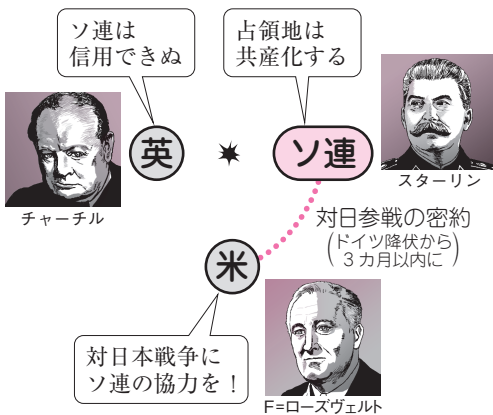 ソ連は
信用できぬ
占領地は
共産化する
英
ソ連
チャーチル
スターリン
対日参戦の密約
(ドイツ降伏から
3カ月以内に)
米
対日本戦争に
ソ連の協力を！
F=ローズヴェルト